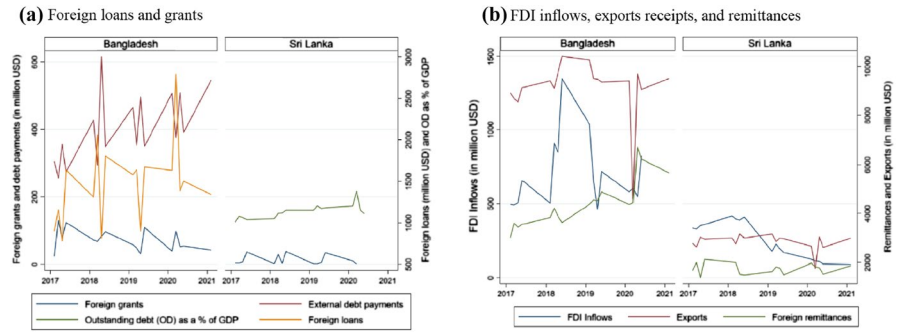 (a) Foreign loans and grants
Bangladesh
Sri Lanka
Foreign grants and debt payments (in million USD)
600
400
200
0
3000
2500
2000
1500
1000
500
Foreign loans (million USD) and OD as % of GDP
2017 2018 2019 2020 2021
2017 2018 2019 2020 2021
Foreign grants
External debt payments
Outstanding debt (OD) as a % of GDP
Foreign loans
(b) FDI inflows, exports receipts, and remittances
Bangladesh
Sri Lanka
FDI Inflows (in million USD)
1500
1000
500
0
10000
8000
6000
4000
2000
Remittances and Exports (in million USD)
2017 2018 2019 2020 2021
2017 2018 2019 2020 2021
FDI Inflows
Exports
Foreign remittances